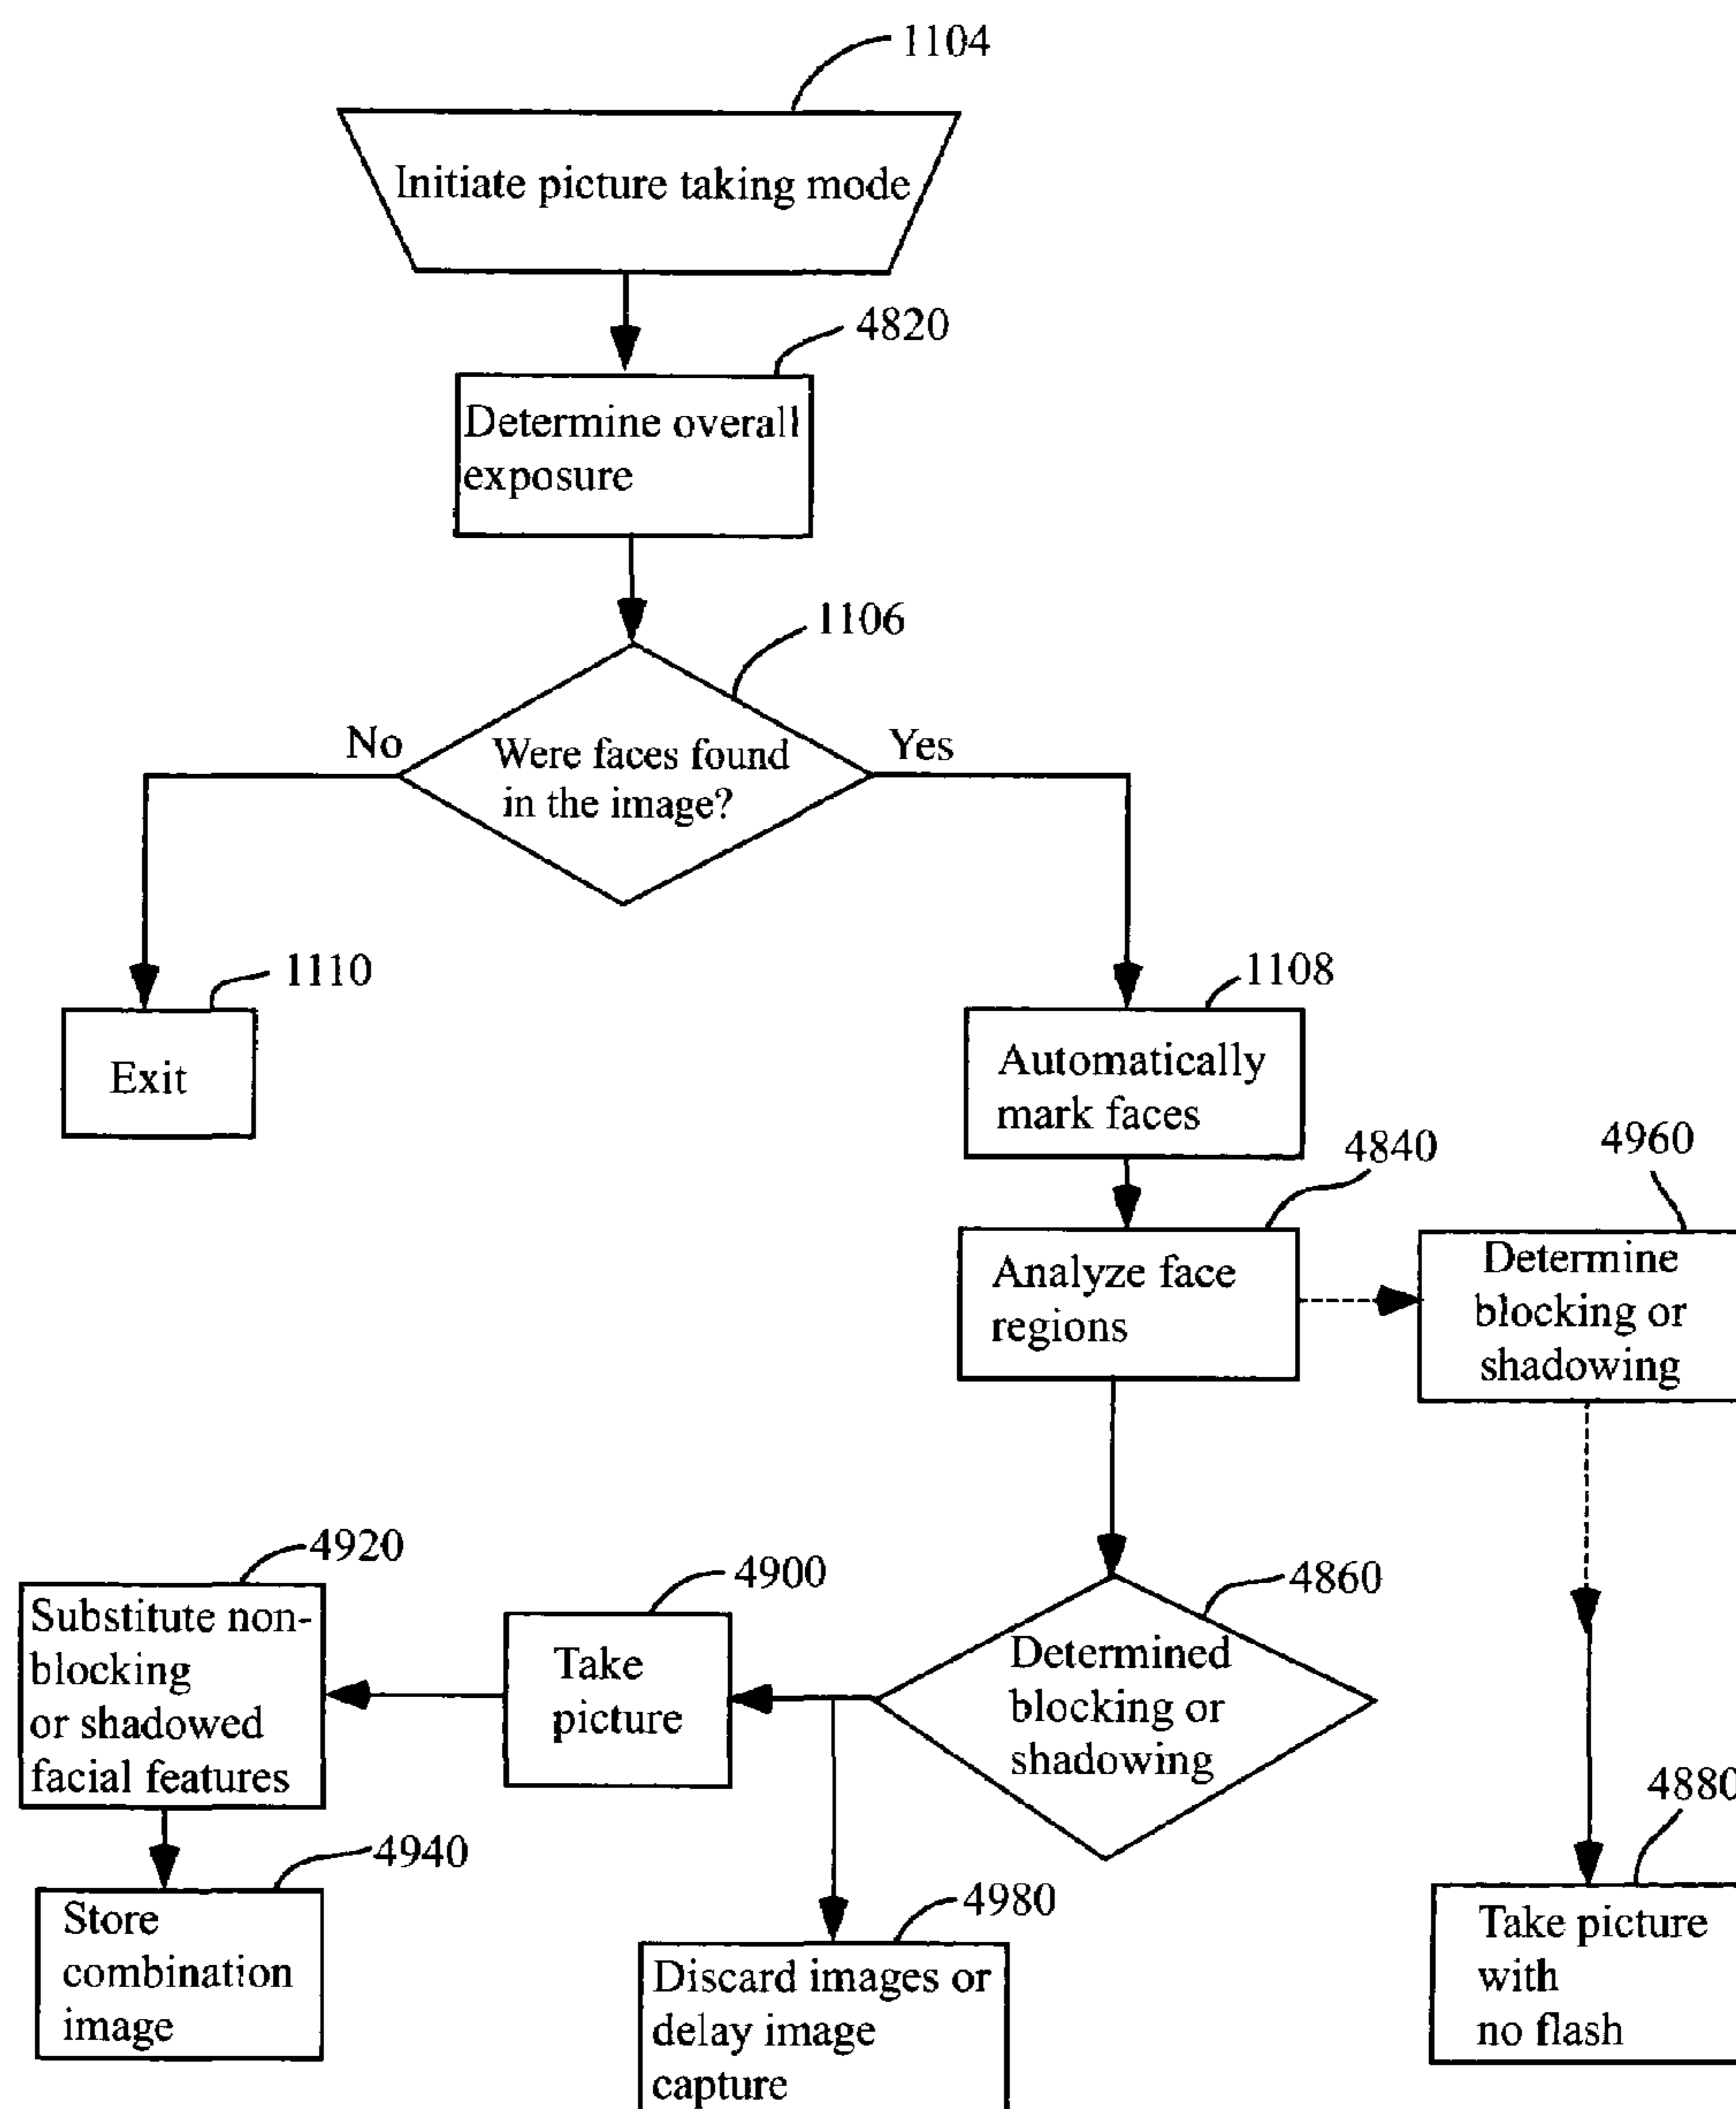 1104
Initiate picture taking mode
4820
Determine overall
exposure
1106
No
Were faces found
in the image?
Yes
1110
Exit
1108
Automatically
mark faces
4840
Analyze face
regions
4960
Determine
blocking or
shadowing
4920
Substitute non-
blocking
or shadowed
facial features
4900
Take
picture
4860
Determined
blocking or
shadowing
4880
Take picture
with
no flash
4940
Store
combination
image
4980
Discard images or
delay image
capture